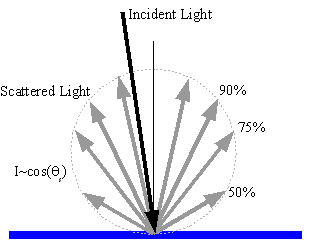 Incident Light
Scattered Light
90%
75%
I~cos(θᵣ)
50%